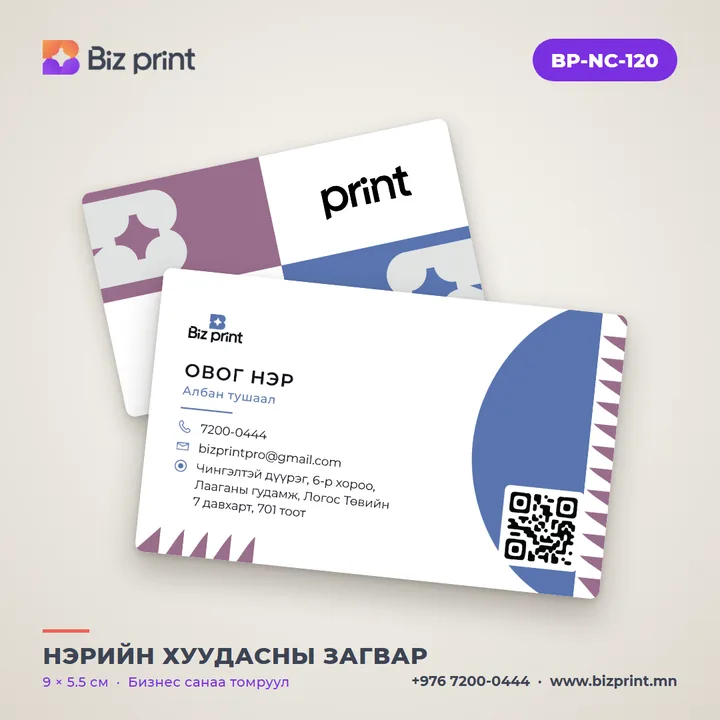 Biz print
BP-NC-120
print
Biz print
ОВОГ НЭР
Албан тушаал
7200-0444
bizprintpro@gmail.com
Чингэлтэй дүүрэг, 6-р хороо,
Лааганы гудамж, Логос Төвийн
7 давхарт, 701 тоот
НЭРИЙН ХУУДАСНЫ ЗАГВАР
9 × 5.5 см · Бизнес санаа томруул
+976 7200-0444 · www.bizprint.mn